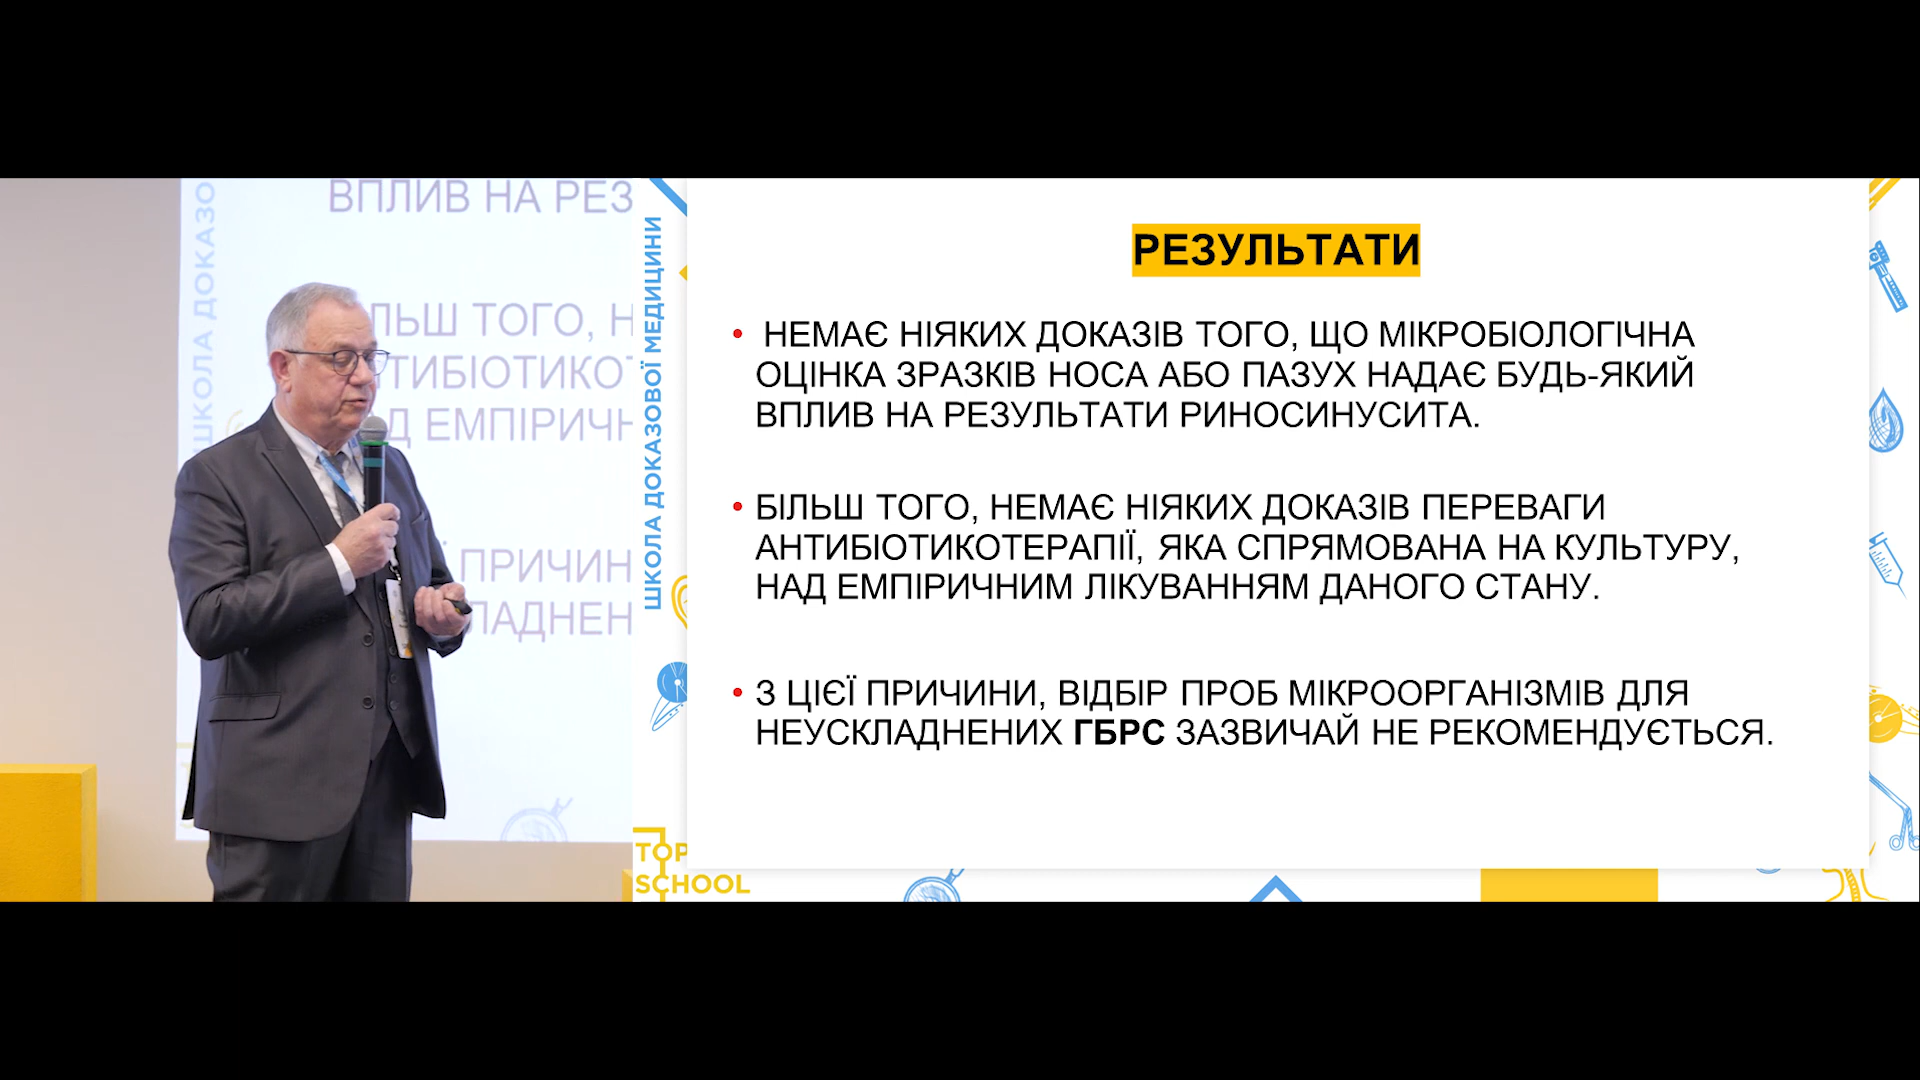 ШКОЛА ДОКАЗО
ВПЛИВ НА РЕЗ
ЛЬШ ТОГО, Н
НТИБІОТИКО
Д ЕМПІРИЧН
ПРИЧИН
ЛАДНЕН
ШКОЛА ДОКАЗОВОЇ МЕДИЦИНИ
TOP
SCHOOL
РЕЗУЛЬТАТИ
• НЕМАЄ НІЯКИХ ДОКАЗІВ ТОГО, ЩО МІКРОБІОЛОГІЧНА
ОЦІНКА ЗРАЗКІВ НОСА АБО ПАЗУХ НАДАЄ БУДЬ-ЯКИЙ
ВПЛИВ НА РЕЗУЛЬТАТИ РИНОСИНУСИТА.
• БІЛЬШ ТОГО, НЕМАЄ НІЯКИХ ДОКАЗІВ ПЕРЕВАГИ
АНТИБІОТИКОТЕРАПІЇ, ЯКА СПРЯМОВАНА НА КУЛЬТУРУ,
НАД ЕМПІРИЧНИМ ЛІКУВАННЯМ ДАНОГО СТАНУ.
• З ЦІЄЇ ПРИЧИНИ, ВІДБІР ПРОБ МІКРООРГАНІЗМІВ ДЛЯ
НЕУСКЛАДНЕНИХ ГБРС ЗАЗВИЧАЙ НЕ РЕКОМЕНДУЄТЬСЯ.